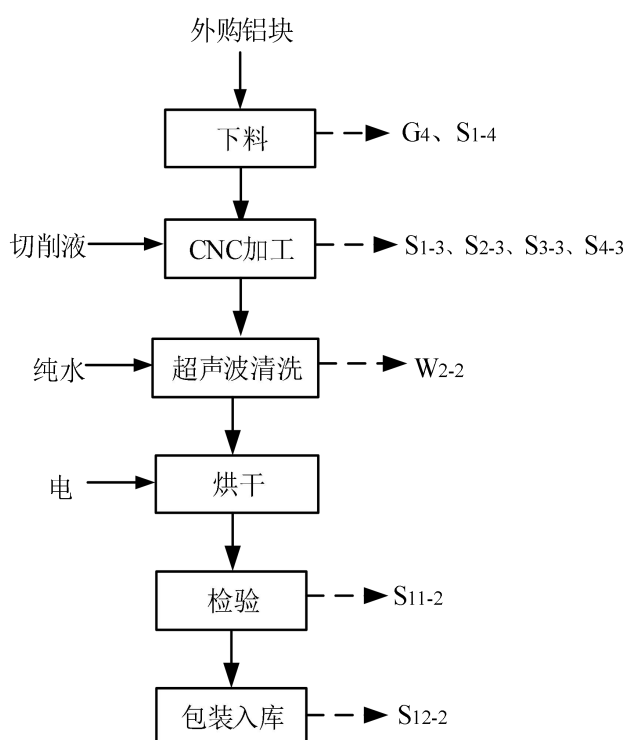 外购铝块
下料 G4、S1-4
切削液 CNC加工 S1-3、S2-3、S3-3、S4-3
纯水 超声波清洗 W2-2
电 烘干
检验 S11-2
包装入库 S12-2